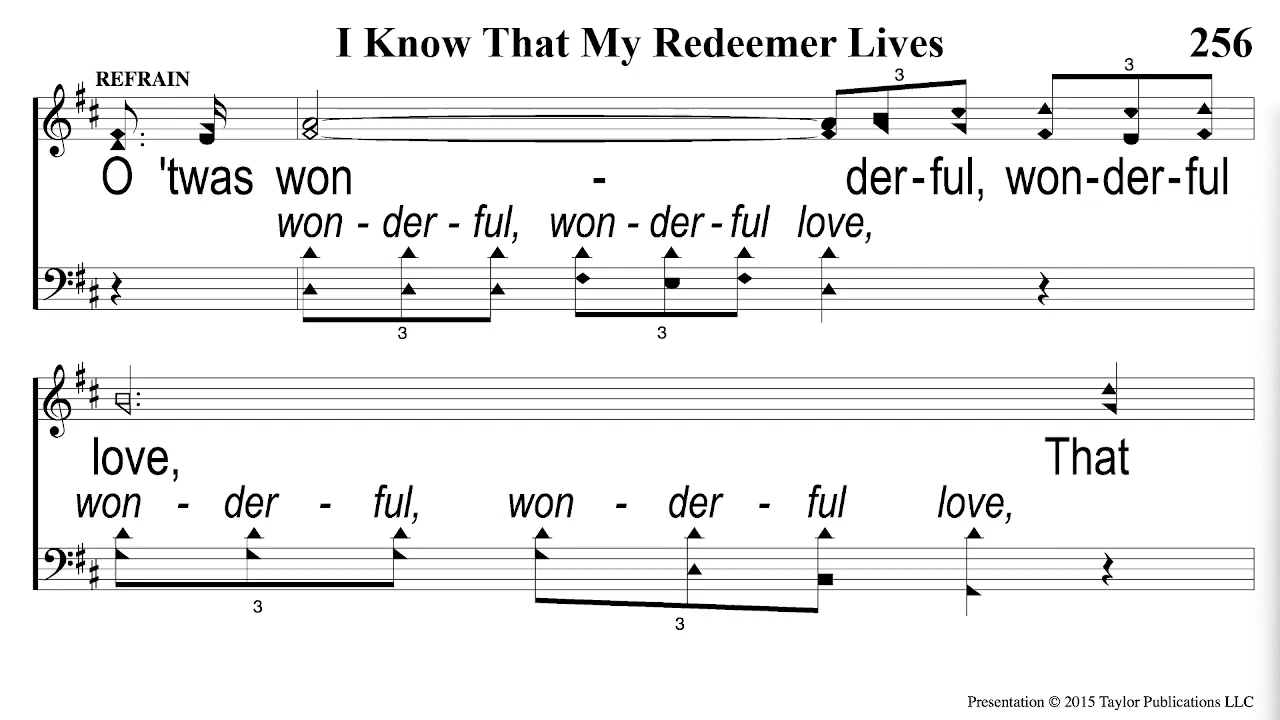 I Know That My Redeemer Lives 256
REFRAIN
3 3
O 'twas won - der-ful, won-der-ful
won - der - ful, won - der - ful love,
3 3
love, That
won - der - ful, won - der - ful love,
3 3
Presentation © 2015 Taylor Publications LLC